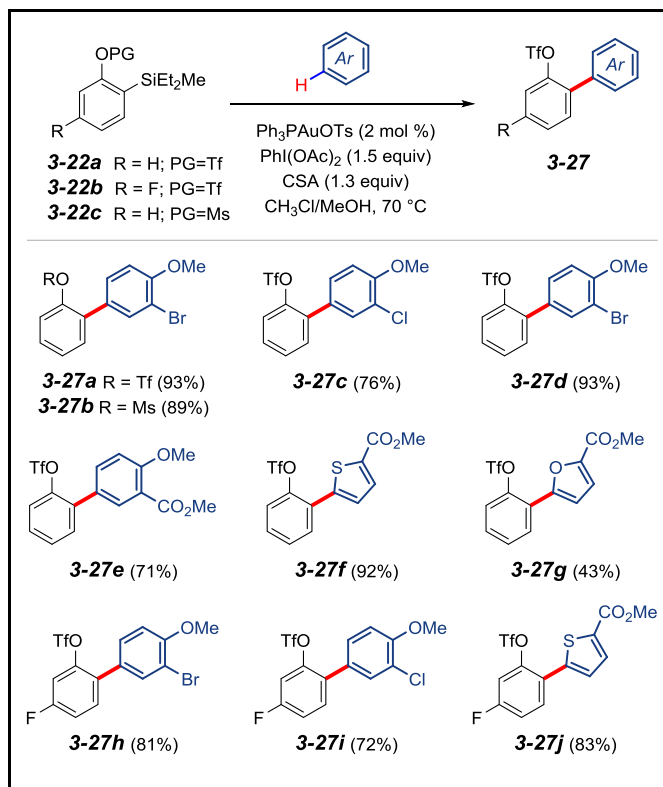 OPG
SiEt₂Me
R
3-22a R = H; PG=Tf
3-22b R = F; PG=Tf
3-22c R = H; PG=Ms
Ar
H
Ph₃PAuOTs (2 mol %)
PhI(OAc)₂ (1.5 equiv)
CSA (1.3 equiv)
CH₃Cl/MeOH, 70 °C
TfO
Ar
R
3-27
RO
OMe
Br
3-27a R = Tf (93%)
3-27b R = Ms (89%)
TfO
OMe
Cl
3-27c (76%)
TfO
OMe
Br
3-27d (93%)
TfO
OMe
CO₂Me
3-27e (71%)
TfO
S
CO₂Me
3-27f (92%)
TfO
O
CO₂Me
3-27g (43%)
TfO
OMe
Br
F
3-27h (81%)
TfO
OMe
Cl
F
3-27i (72%)
TfO
S
CO₂Me
F
3-27j (83%)